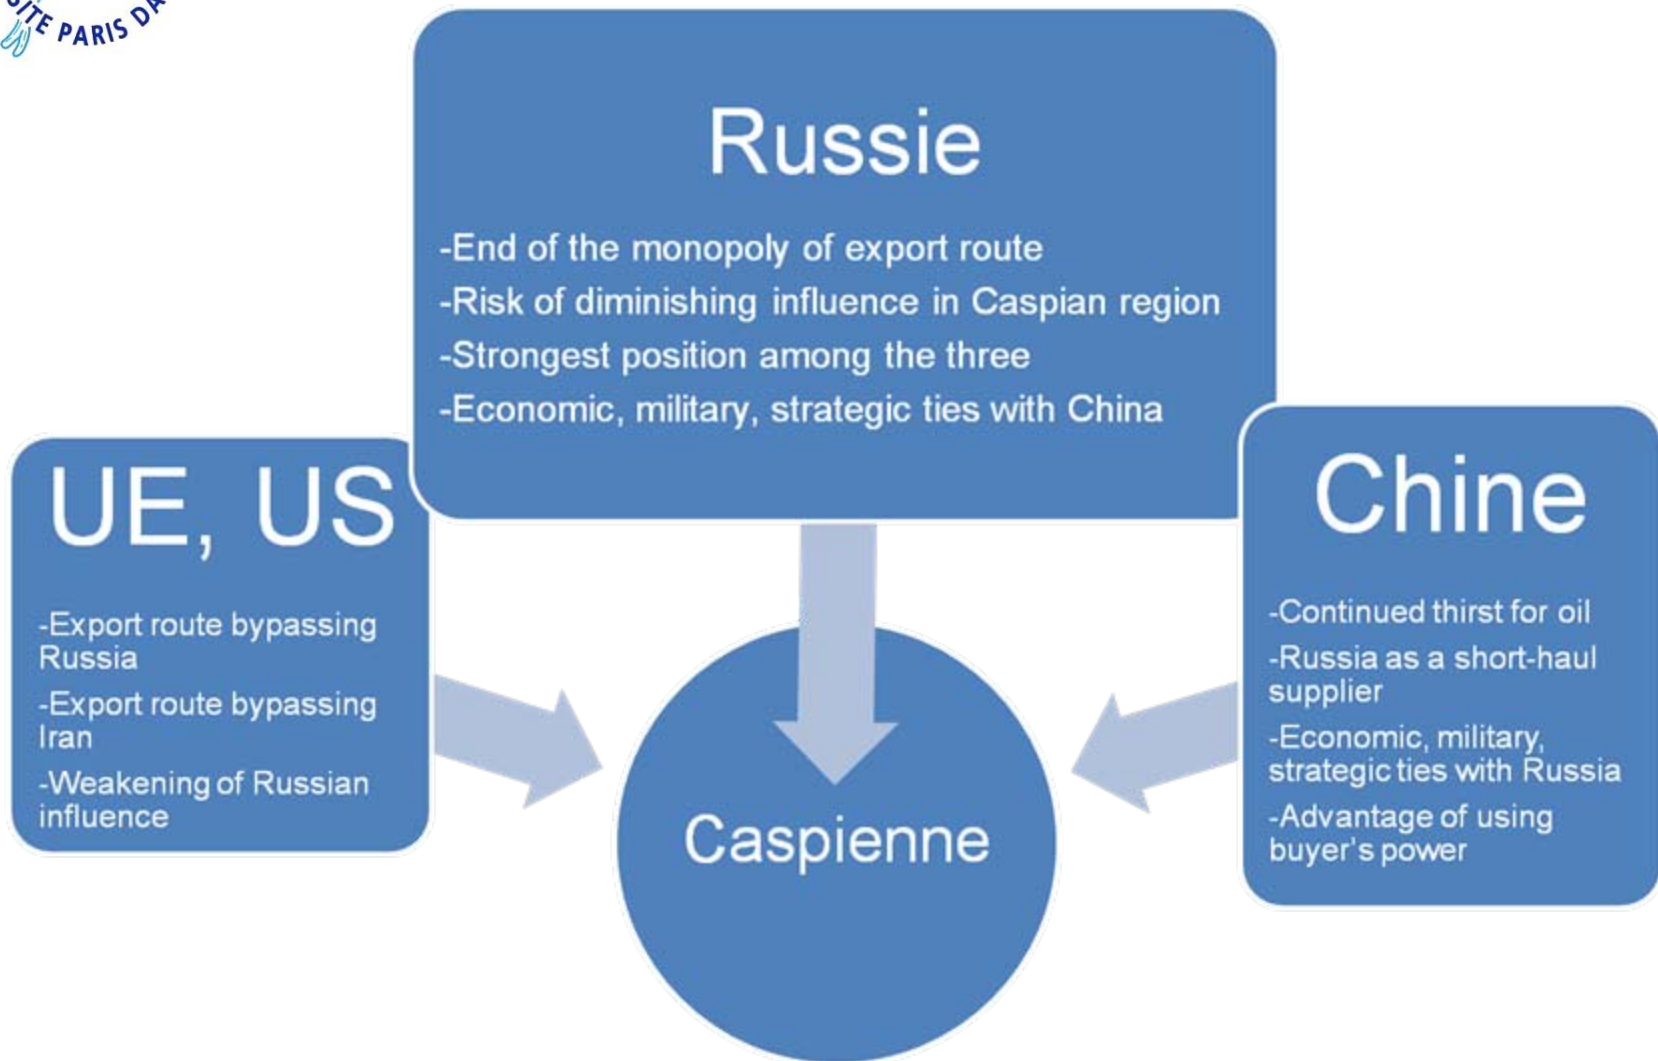 PARIS
Russie
-End of the monopoly of export route
-Risk of diminishing influence in Caspian region
-Strongest position among the three
-Economic, military, strategic ties with China
UE, US
-Export route bypassing
Russia
-Export route bypassing
Iran
-Weakening of Russian
influence
Chine
-Continued thirst for oil
-Russia as a short-haul
supplier
-Economic, military,
strategic ties with Russia
-Advantage of using
buyer's power
Caspienne